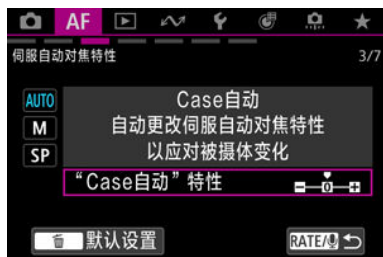 AF
伺服自动对焦特性 3/7
AUTO
M
SP
Case自动
自动更改伺服自动对焦特性
以应对被摄体变化
“Case自动”特性 0
默认设置 RATE/